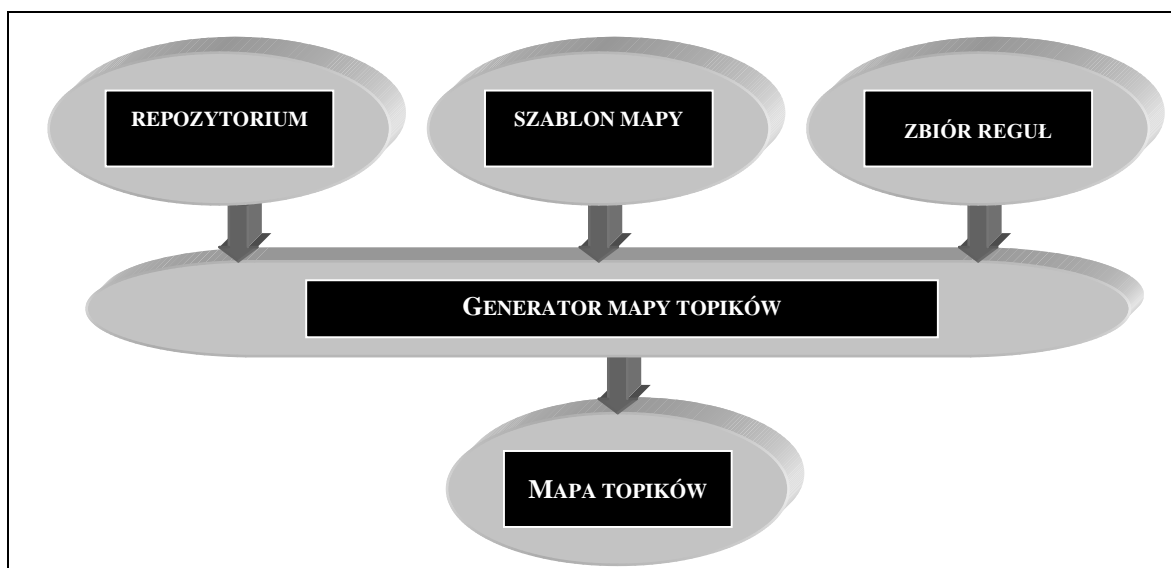 REPOZYTORIUM
SZABLON MAPY
ZBIÓR REGUŁ
GENERATOR MAPY TOPIKÓW
MAPA TOPIKÓW